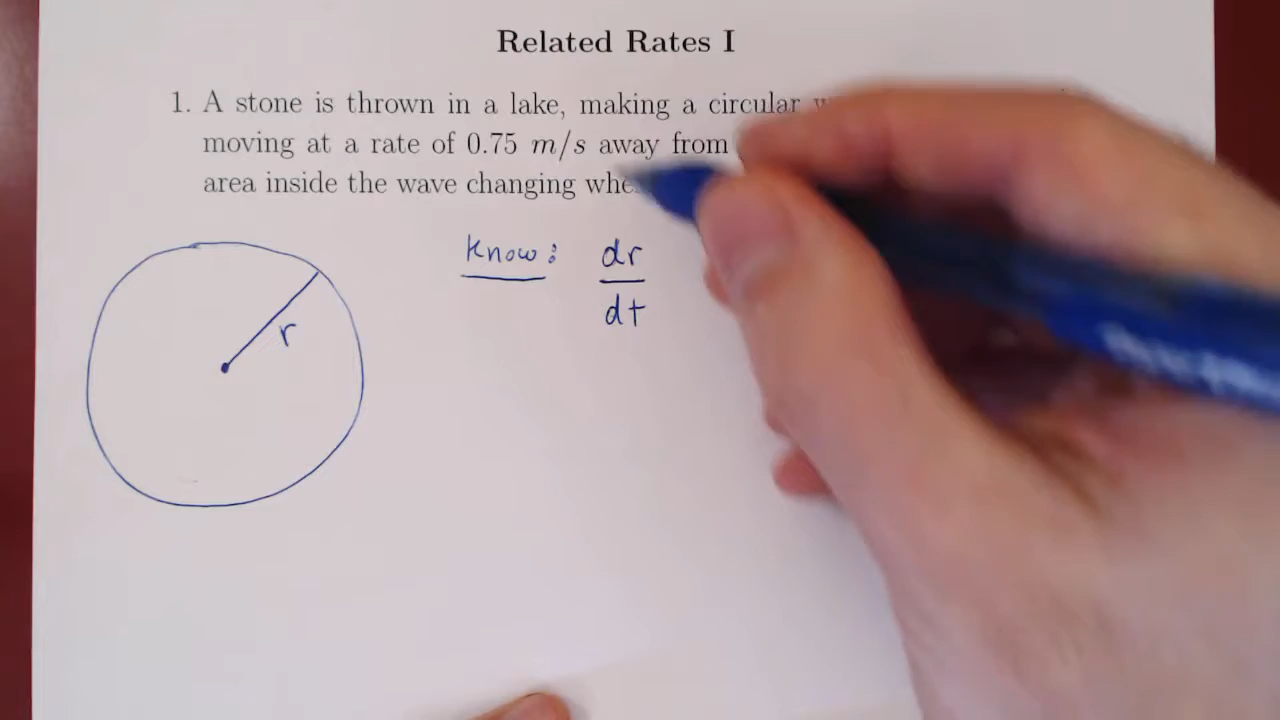 Related Rates I
1. A stone is thrown in a lake, making a circular
moving at a rate of 0.75 m/s away from
area inside the wave changing
Know: dr
dt
r